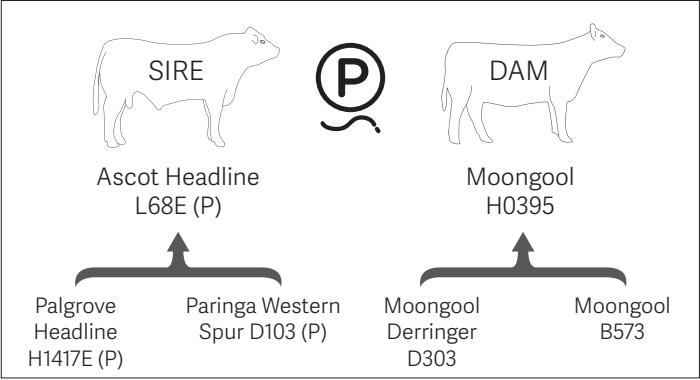 SIRE
P
DAM
Ascot Headline
L68E (P)
Moongool
H0395
Palgrove
Headline
H1417E (P)
Paringa Western
Spur D103 (P)
Moongool
Derringer
D303
Moongool
B573